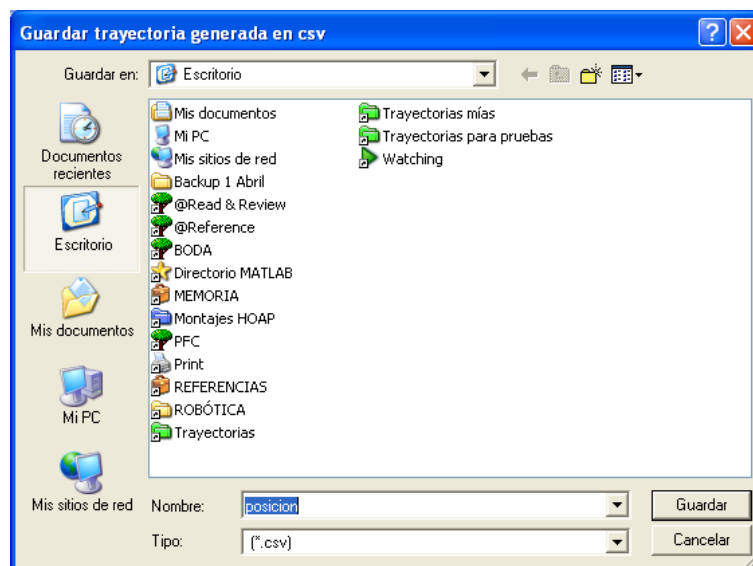 Guardar trayectoria generada en csv
Guardar en:
Escritorio
Documentos
recientes
Escritorio
Mis documentos
Mi PC
Mis sitios de red
Mis documentos
Mi PC
Mis sitios de red
Backup 1 Abril
@Read & Review
@Reference
BODA
Directorio MATLAB
MEMORIA
Montajes HOAP
PFC
Print
REFERENCIAS
ROBÓTICA
Trayectorias
Trayectorias mías
Trayectorias para pruebas
Watching
Nombre:
posicion
Guardar
Tipo:
(*.csv)
Cancelar